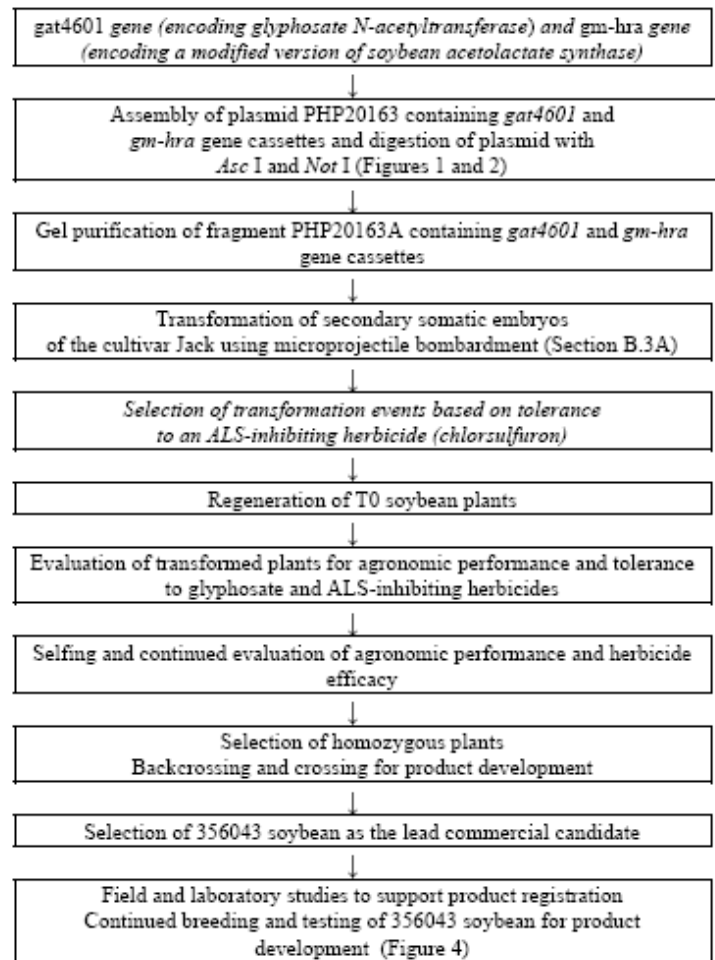 gat4601 gene (encoding glyphosate N-acetyltransferase) and gm-hra gene
(encoding a modified version of soybean acetolactate synthase)
↓
Assembly of plasmid PHP20163 containing gat4601 and
gm-hra gene cassettes and digestion of plasmid with
Asc I and Not I (Figures 1 and 2)
↓
Gel purification of fragment PHP20163A containing gat4601 and gm-hra
gene cassettes
↓
Transformation of secondary somatic embryos
of the cultivar Jack using microprojectile bombardment (Section B.3A)
↓
Selection of transformation events based on tolerance
to an ALS-inhibiting herbicide (chlorsulfuron)
↓
Regeneration of T0 soybean plants
↓
Evaluation of transformed plants for agronomic performance and tolerance
to glyphosate and ALS-inhibiting herbicides
↓
Selfing and continued evaluation of agronomic performance and herbicide
efficacy
↓
Selection of homozygous plants
Backcrossing and crossing for product development
↓
Selection of 356043 soybean as the lead commercial candidate
↓
Field and laboratory studies to support product registration
Continued breeding and testing of 356043 soybean for product
development (Figure 4)